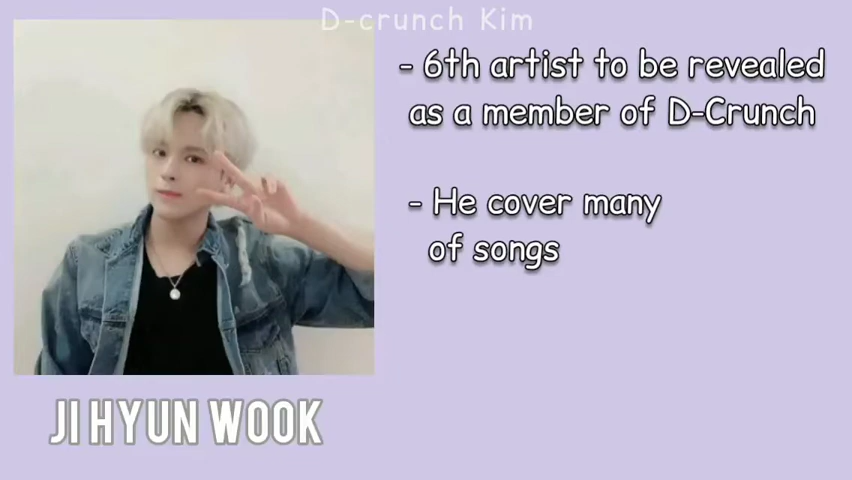 D-crunch Kim
- 6th artist to be revealed
as a member of D-Crunch
- He cover many
of songs
JI HYUN WOOK